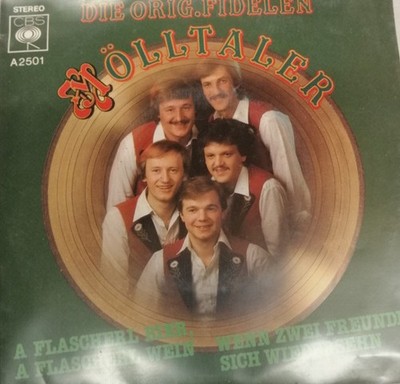 STEREO
CBS
A2501
DIE ORIG. FIDELEN
MÖLLTALER
A FLASCHERL BIER,
A FLASCHERL WEIN
WENN ZWEI FREUNDE
SICH WIEDERSEHN